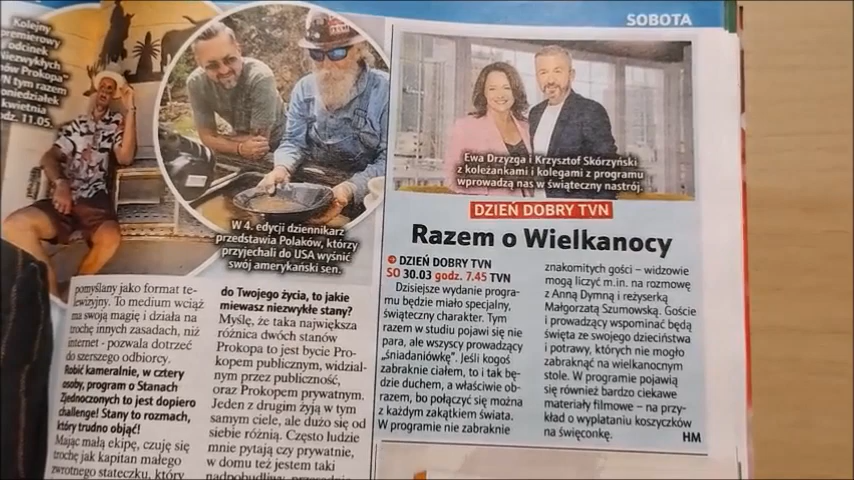 SOBOTA
Kolejny
premierowy
odcinek
Niezwykłych
ów Prokopa"
VN tym razem
oniedziałek
kwietnia
odz. 11.05.
W 4. edycji dziennikarz
przedstawia Polaków, którzy
przyjechali do USA wyśnić
swój amerykański sen.
pomyślany jako format te-
lewizyjny. To medium wciąż
ma swoją magię i działa na
trochę innych zasadach, niż
internet - pozwala dotrzeć
do szerszego odbiorcy.
Robić kameralnie, w cztery
osoby, program o Stanach
Zjednoczonych to jest dopiero
challenge! Stany to rozmach,
który trudno objąć!
Mając małą ekipę, czuję się
trochę jak kapitan małego
zwrotnego stateczku, który
do Twojego życia, to jakie
miewasz niezwykłe stany?
Myślę, że taka największa
różnica dwóch stanów
Prokopa to jest bycie Pro-
kopem publicznym, widzial-
nym przez publiczność,
oraz Prokopem prywatnym.
Jeden z drugim żyją w tym
samym ciele, ale dużo się od
siebie różnią. Często ludzie
mnie pytają czy prywatnie,
w domu też jestem taki
nadpobudliwy,
Ewa Drzyzga i Krzysztof Skórzyński
z koleżankami i kolegami z programu
wprowadzą nas w świąteczny nastrój.
DZIEŃ DOBRY TVN
Razem o Wielkanocy
DZIEŃ DOBRY TVN
SO 30.03 godz. 7.45 TVN
Dzisiejsze wydanie progra-
mu będzie miało specjalny,
świąteczny charakter. Tym
razem w studiu pojawi się nie
para, ale wszyscy prowadzący
„śniadaniówkę”. Jeśli kogoś
zabraknie ciałem, to i tak bę-
dzie duchem, a właściwie ob-
razem, bo połączyć się można
z każdym zakątkiem świata.
W programie nie zabraknie
znakomitych gości – widzowie
mogą liczyć m.in. na rozmowę
z Anną Dymną i reżyserką
Małgorzatą Szumowską. Goście
i prowadzący wspominać będą
święta ze swojego dzieciństwa
i potrawy, których nie mogło
zabraknąć na wielkanocnym
stole. W programie pojawią
się również bardzo ciekawe
materiały filmowe – na przy-
kład o wyplataniu koszyczków
na święconkę.
HM